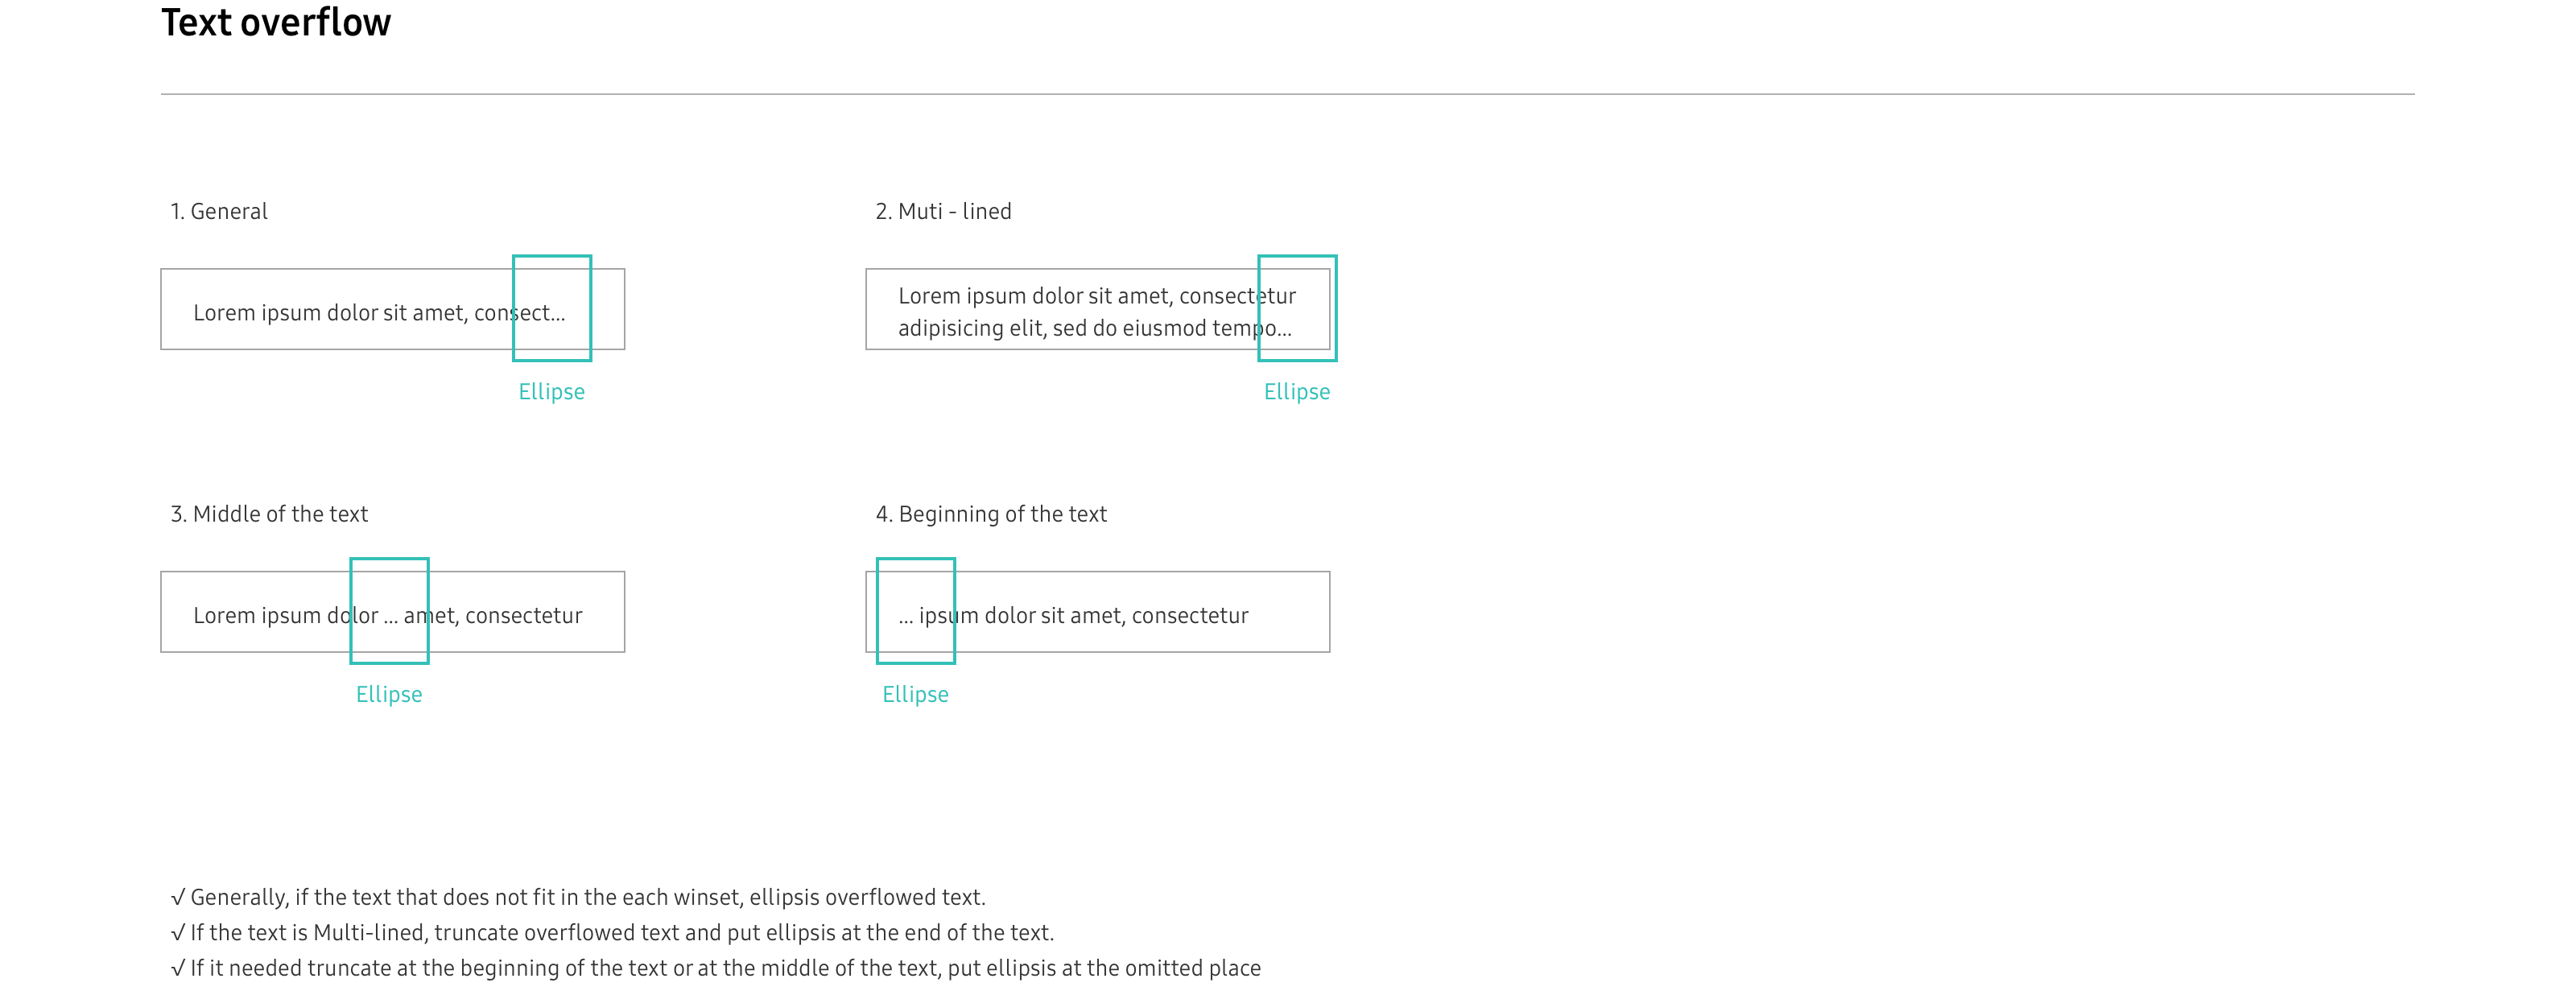 Text overflow
1. General
Lorem ipsum dolor sit amet, consect...
Ellipse
2. Muti - lined
Lorem ipsum dolor sit amet, consectetur
adipisicing elit, sed do eiusmod tempo...
Ellipse
3. Middle of the text
Lorem ipsum dolor ... amet, consectetur
Ellipse
4. Beginning of the text
... ipsum dolor sit amet, consectetur
Ellipse
√ Generally, if the text that does not fit in the each winset, ellipsis overflowed text.
√ If the text is Multi-lined, truncate overflowed text and put ellipsis at the end of the text.
√ If it needed truncate at the beginning of the text or at the middle of the text, put ellipsis at the omitted place